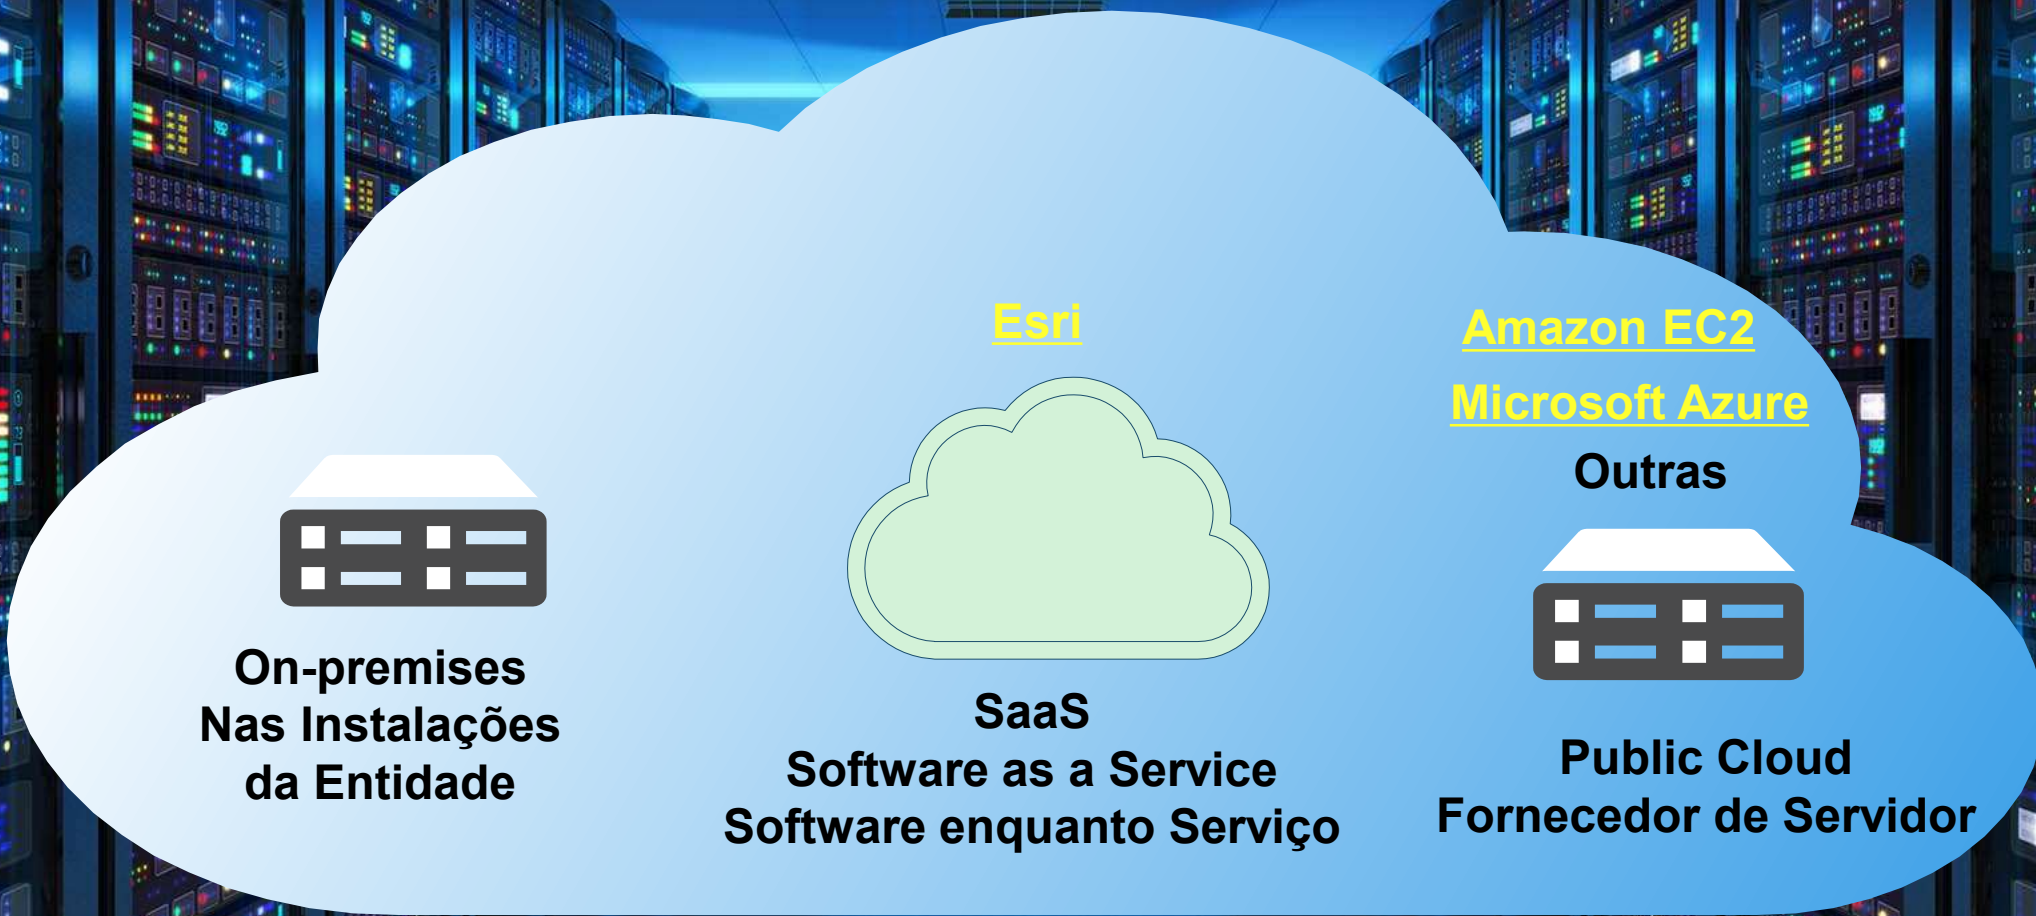 Esri
Amazon EC2
Microsoft Azure
Outras
On-premises
Nas Instalações
da Entidade
SaaS
Software as a Service
Software enquanto Serviço
Public Cloud
Fornecedor de Servidor